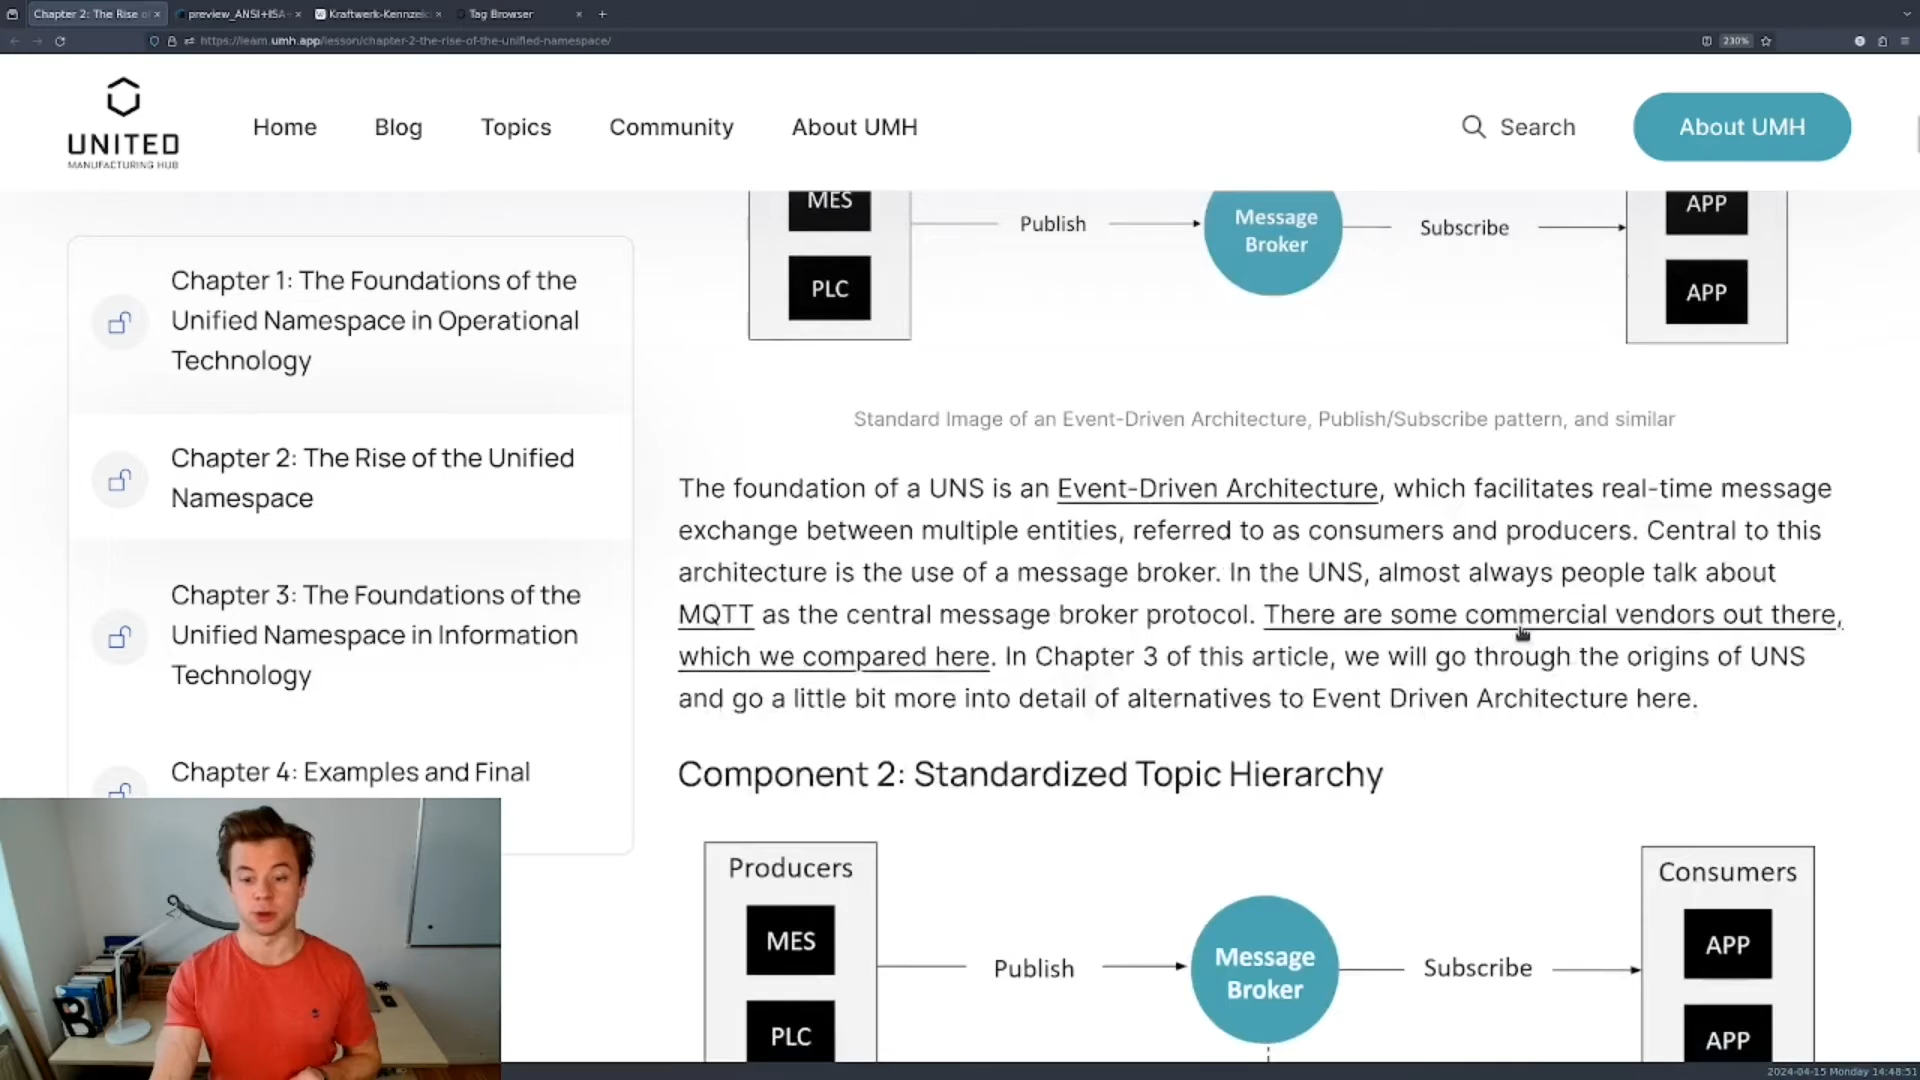 Chapter 2: The Rise o
preview_ANSI+ISA
Kraftwerk-Kennzei
Tag Browser
https://learn.umh.app/lesson/chapter-2-the-rise-of-the-unified-namespace/
230%
UNITED
MANUFACTURING HUB
Home
Blog
Topics
Community
About UMH
Search
About UMH
Chapter 1: The Foundations of the
Unified Namespace in Operational
Technology
Chapter 2: The Rise of the Unified
Namespace
Chapter 3: The Foundations of the
Unified Namespace in Information
Technology
Chapter 4: Examples and Final
MES
PLC
Publish
Message
Broker
Subscribe
APP
APP
Standard Image of an Event-Driven Architecture, Publish/Subscribe pattern, and similar
The foundation of a UNS is an Event-Driven Architecture, which facilitates real-time message
exchange between multiple entities, referred to as consumers and producers. Central to this
architecture is the use of a message broker. In the UNS, almost always people talk about
MQTT as the central message broker protocol. There are some commercial vendors out there,
which we compared here. In Chapter 3 of this article, we will go through the origins of UNS
and go a little bit more into detail of alternatives to Event Driven Architecture here.
Component 2: Standardized Topic Hierarchy
Producers
MES
PLC
Publish
Message
Broker
Subscribe
Consumers
APP
APP
2024-04-15 Monday 14:48:51